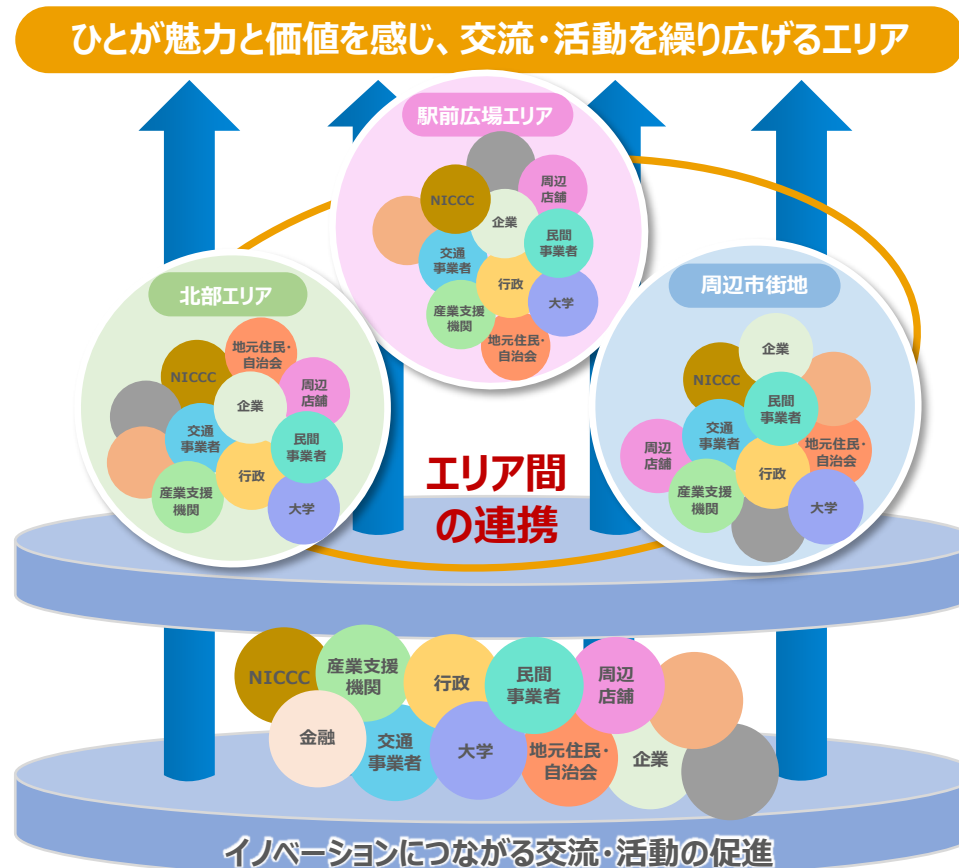 ひとが魅力と価値を感じ、交流・活動を繰り広げるエリア
駅前広場エリア
NICCC
周辺
店舗
企業
民間
事業者
交通
事業者
行政
大学
産業支援
機関
地元住民・
自治会
北部エリア
地元住民・
自治会
NICCC
周辺
店舗
企業
交通
事業者
民間
事業者
行政
産業支援
機関
大学
周辺市街地
企業
NICCC
民間
事業者
交通
事業者
周辺
店舗
地元住民・
自治会
行政
産業支援
機関
大学
エリア間
の連携
NICCC
産業支援
機関
行政
民間
事業者
周辺
店舗
金融
交通
事業者
大学
地元住民・
自治会
企業
イノベーションにつながる交流・活動の促進